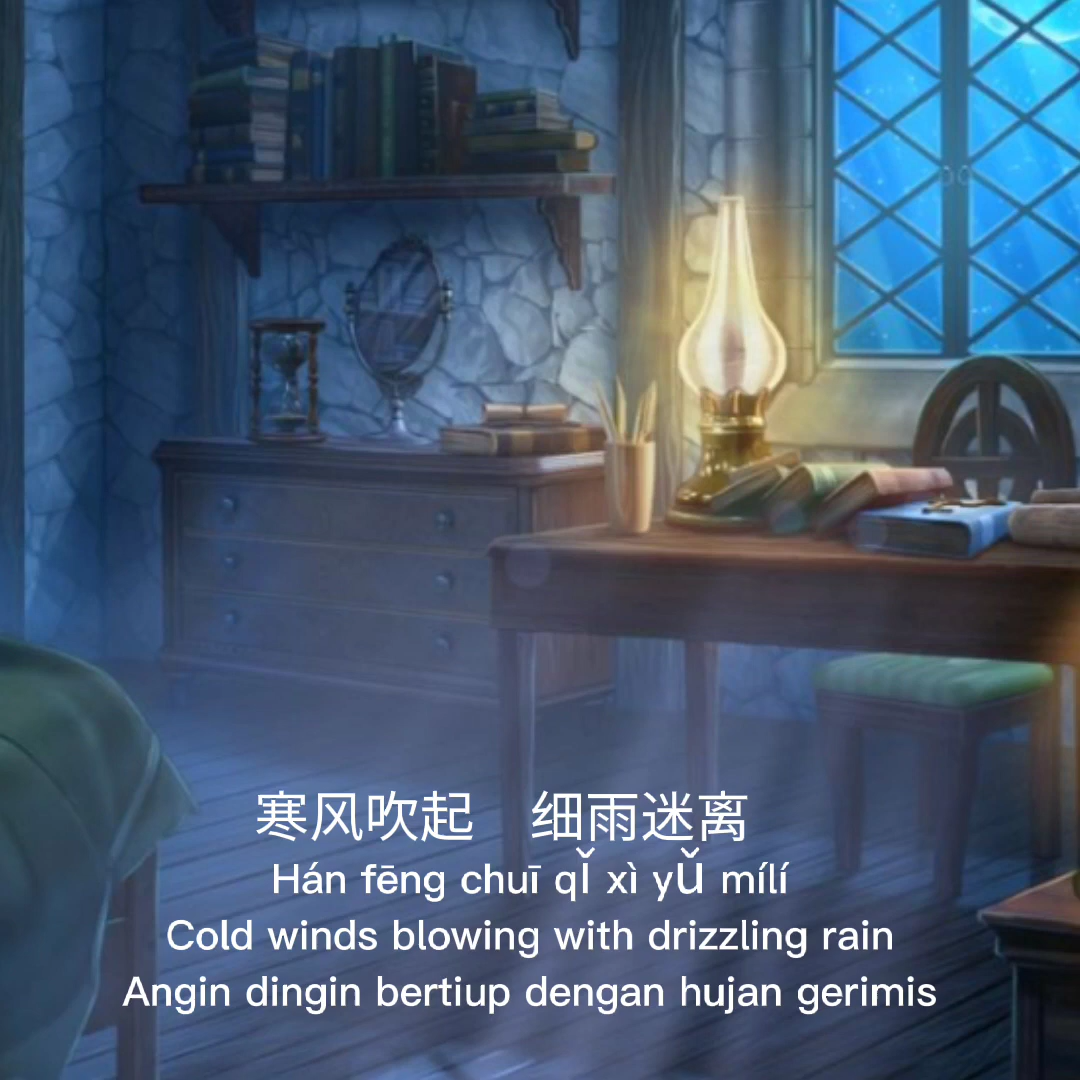 寒风吹起 细雨迷离
Hán fēng chuī qǐ xì yǔ mílí
Cold winds blowing with drizzling rain
Angin dingin bertiup dengan hujan gerimis